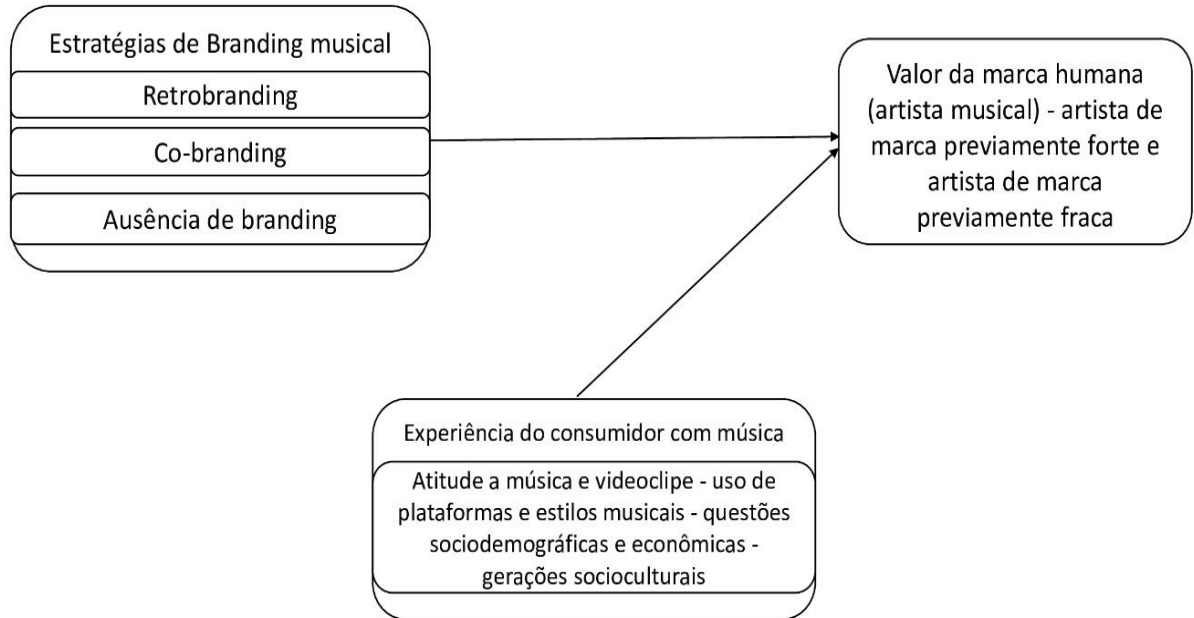 Estratégias de Branding musical
Retrobranding
Co-branding
Ausência de branding
Valor da marca humana
(artista musical) - artista de
marca previamente forte e
artista de marca
previamente fraca
Experiência do consumidor com música
Atitude a música e videoclipe - uso de
plataformas e estilos musicais - questões
sociodemográficas e econômicas -
gerações socioculturais